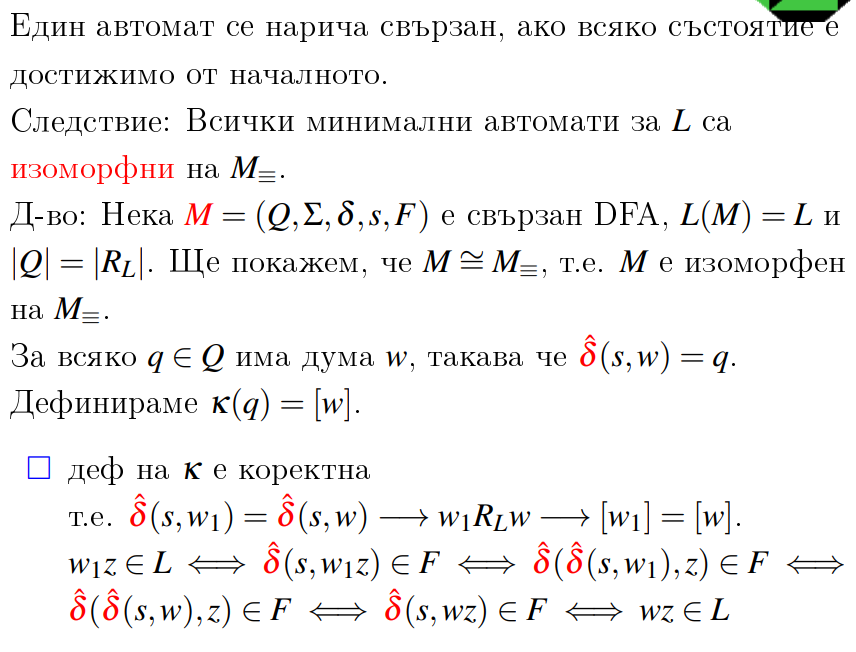 Един автомат се нарича свързан, ако всяко състояние е
достижимо от началното.
Следствие: Всички минимални автомати за L са
изоморфни на M≡.
Д-во: Нека M = (Q, Σ, δ, s, F) е свързан DFA, L(M) = L и
|Q| = |R_L|. Ще покажем, че M ≅ M≡, т.е. M е изоморфен
на M≡.
За всяко q ∈ Q има дума w, такава че δ̂(s, w) = q.
Дефинираме κ(q) = [w].
□ деф на κ е коректна
т.е. δ̂(s, w₁) = δ̂(s, w) ⟶ w₁R_Lw ⟶ [w₁] = [w].
w₁z ∈ L ⟺ δ̂(s, w₁z) ∈ F ⟺ δ̂(δ̂(s, w₁), z) ∈ F ⟺
δ̂(δ̂(s, w), z) ∈ F ⟺ δ̂(s, wz) ∈ F ⟺ wz ∈ L